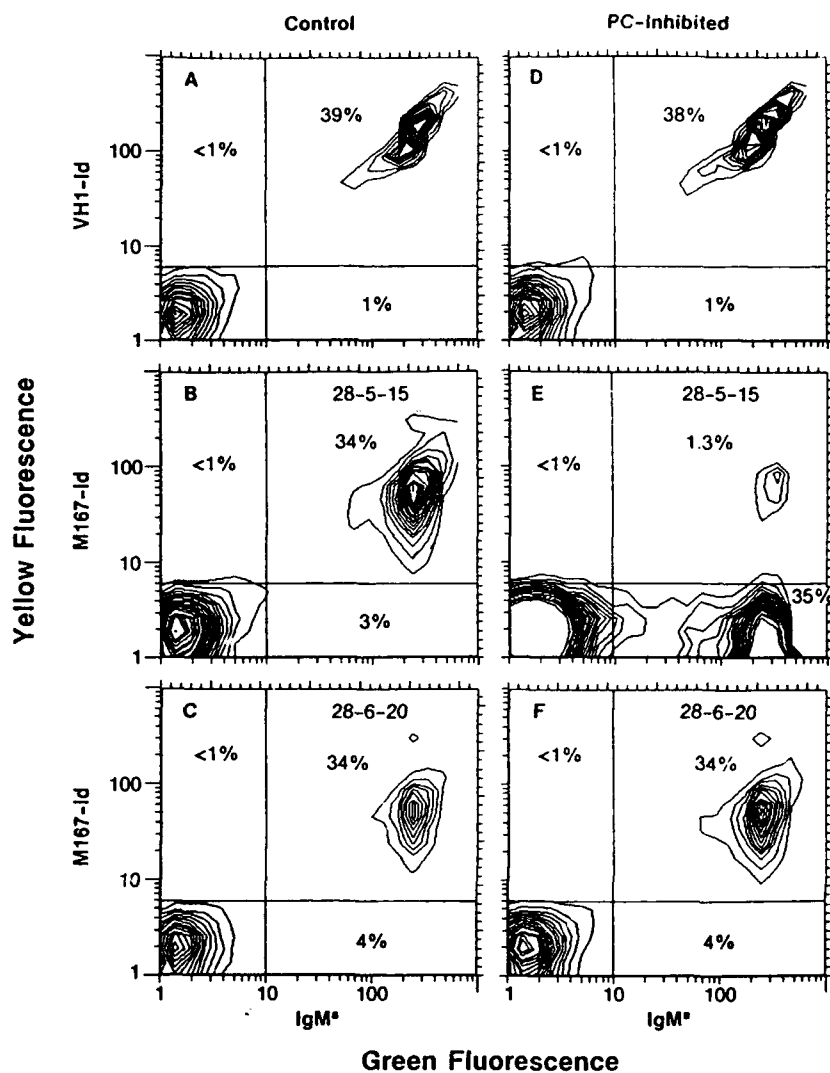 Control
PC-Inhibited
A
39%
<1%
VH1-Id
100
10
1
1%
D
38%
<1%
1%
B
28-5-15
34%
<1%
M167-Id
100
10
1
3%
E
28-5-15
1.3%
<1%
35%
C
28-6-20
34%
<1%
M167-Id
100
10
1
4%
F
28-6-20
34%
<1%
4%
Yellow Fluorescence
1 10 100
1 10 100
IgMª
IgMª
Green Fluorescence